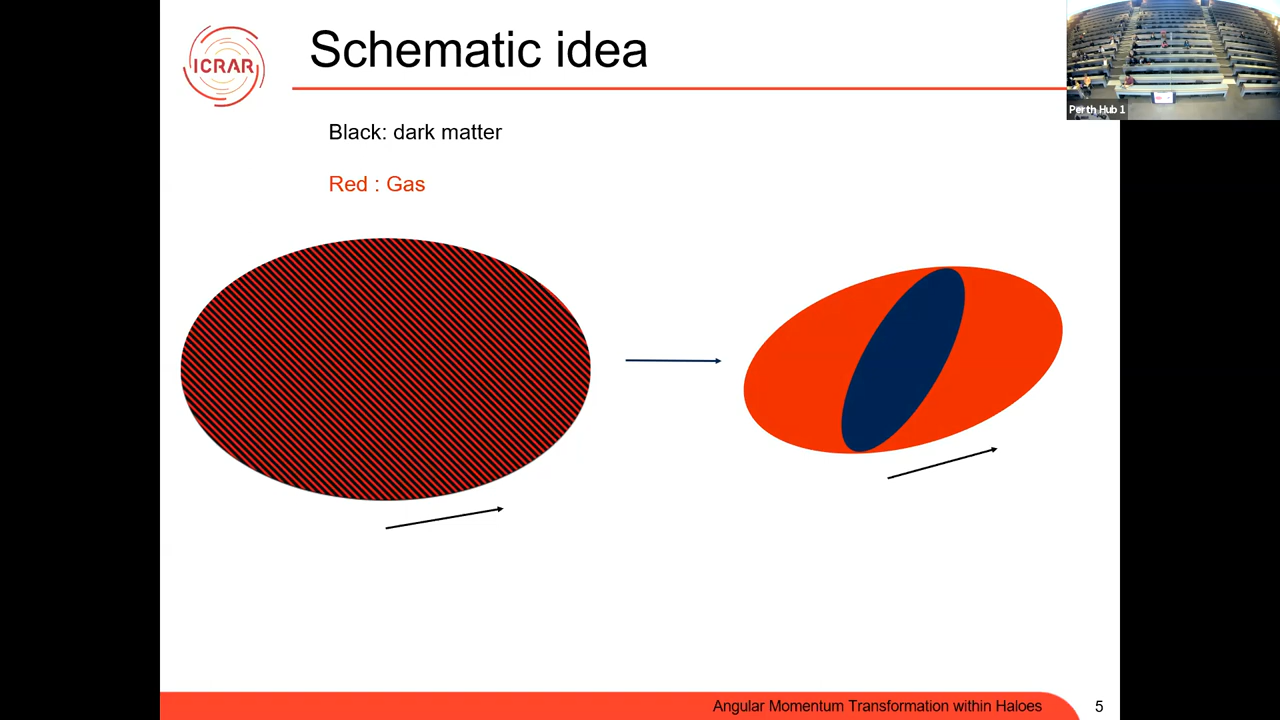 ICRAR
Schematic idea
Perth Hub 1
Black: dark matter
Red : Gas
Angular Momentum Transformation within Haloes
5